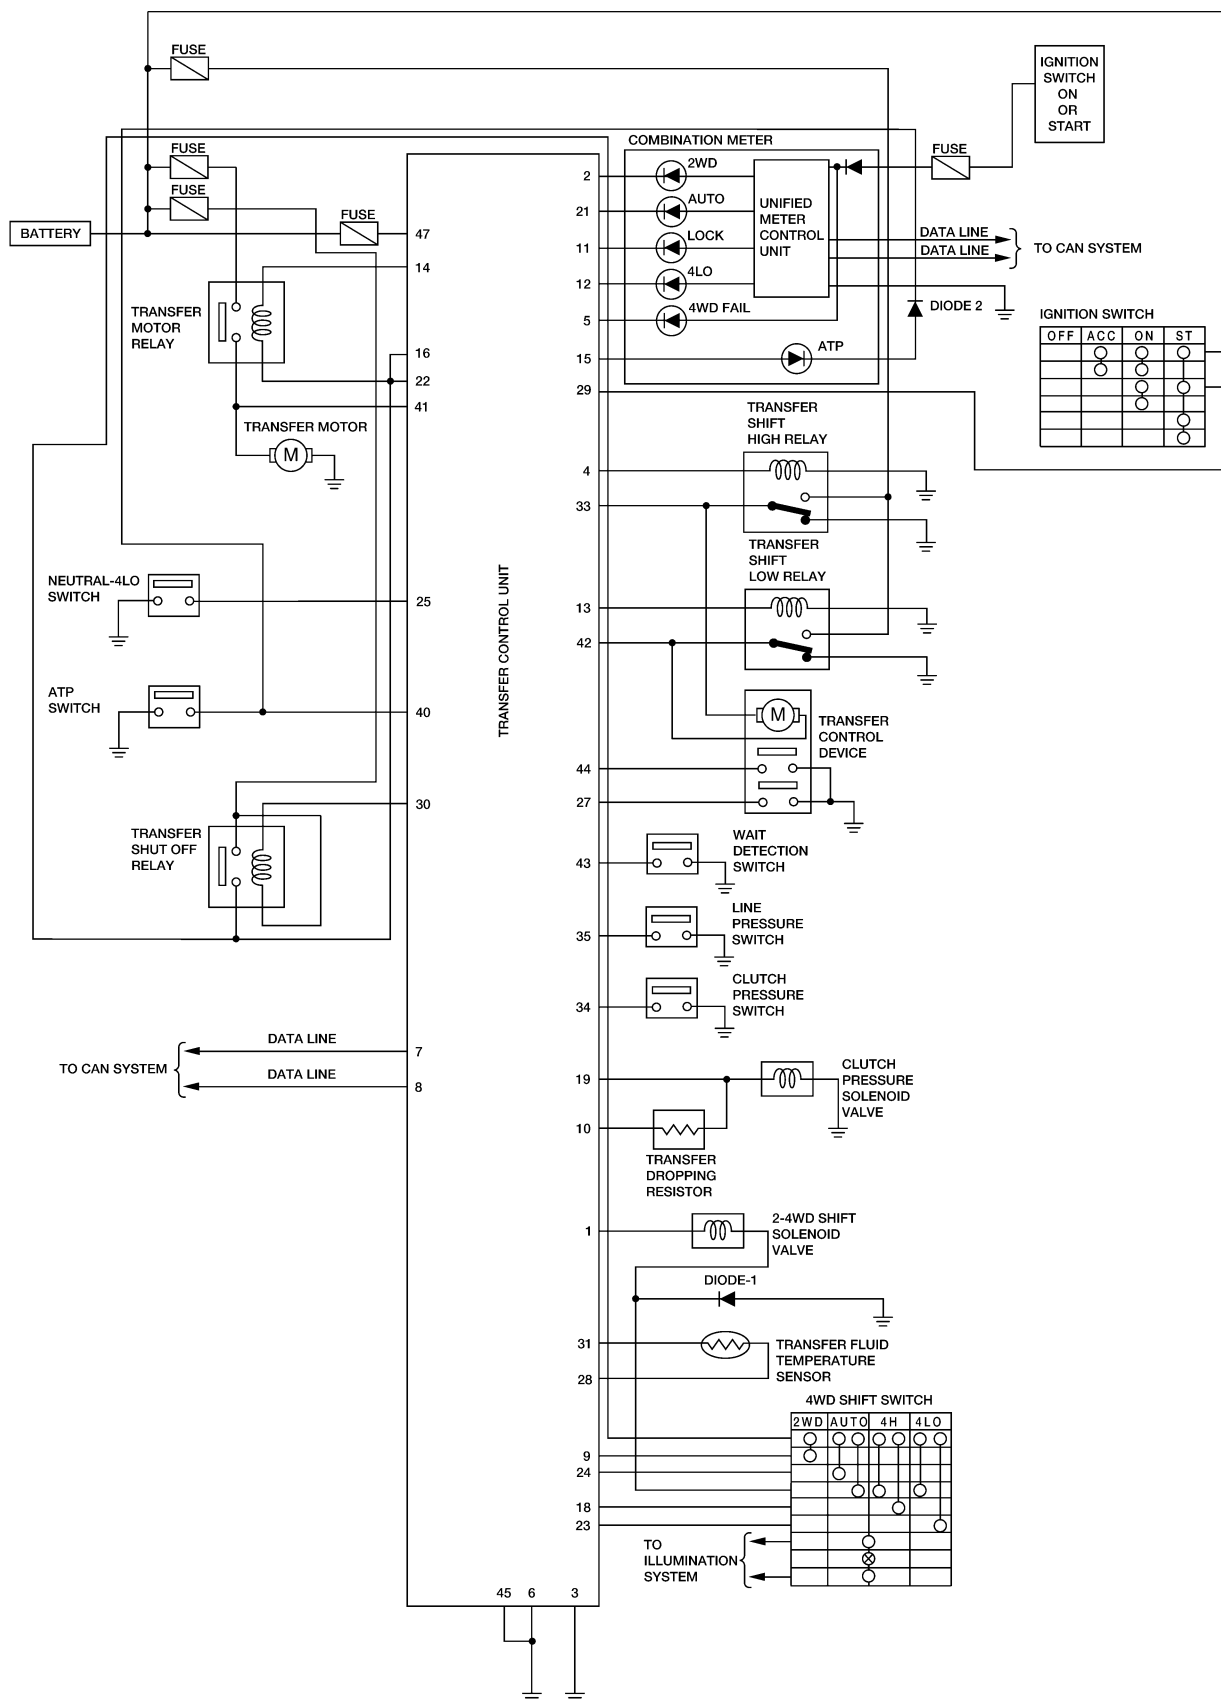 FUSE
IGNITION
SWITCH
ON
OR
START
COMBINATION METER
FUSE
FUSE
FUSE
FUSE
BATTERY
47
14
TRANSFER
MOTOR
RELAY
16
22
41
TRANSFER MOTOR
M
2
21
11
12
5
15
29
2WD
AUTO
LOCK
4LO
4WD FAIL
ATP
UNIFIED
METER
CONTROL
UNIT
DATA LINE
DATA LINE
TO CAN SYSTEM
DIODE 2
IGNITION SWITCH
OFF ACC ON ST
TRANSFER
SHIFT
HIGH RELAY
4
33
TRANSFER
SHIFT
LOW RELAY
13
42
NEUTRAL-4LO
SWITCH
25
ATP
SWITCH
40
TRANSFER CONTROL UNIT
M
TRANSFER
CONTROL
DEVICE
44
27
30
TRANSFER
SHUT OFF
RELAY
WAIT
DETECTION
SWITCH
43
LINE
PRESSURE
SWITCH
35
CLUTCH
PRESSURE
SWITCH
34
TO CAN SYSTEM
DATA LINE
7
DATA LINE
8
19
CLUTCH
PRESSURE
SOLENOID
VALVE
10
TRANSFER
DROPPING
RESISTOR
1
2-4WD SHIFT
SOLENOID
VALVE
DIODE-1
31
28
TRANSFER FLUID
TEMPERATURE
SENSOR
4WD SHIFT SWITCH
2WD AUTO 4H 4LO
9
24
18
23
TO
ILLUMINATION
SYSTEM
45 6 3